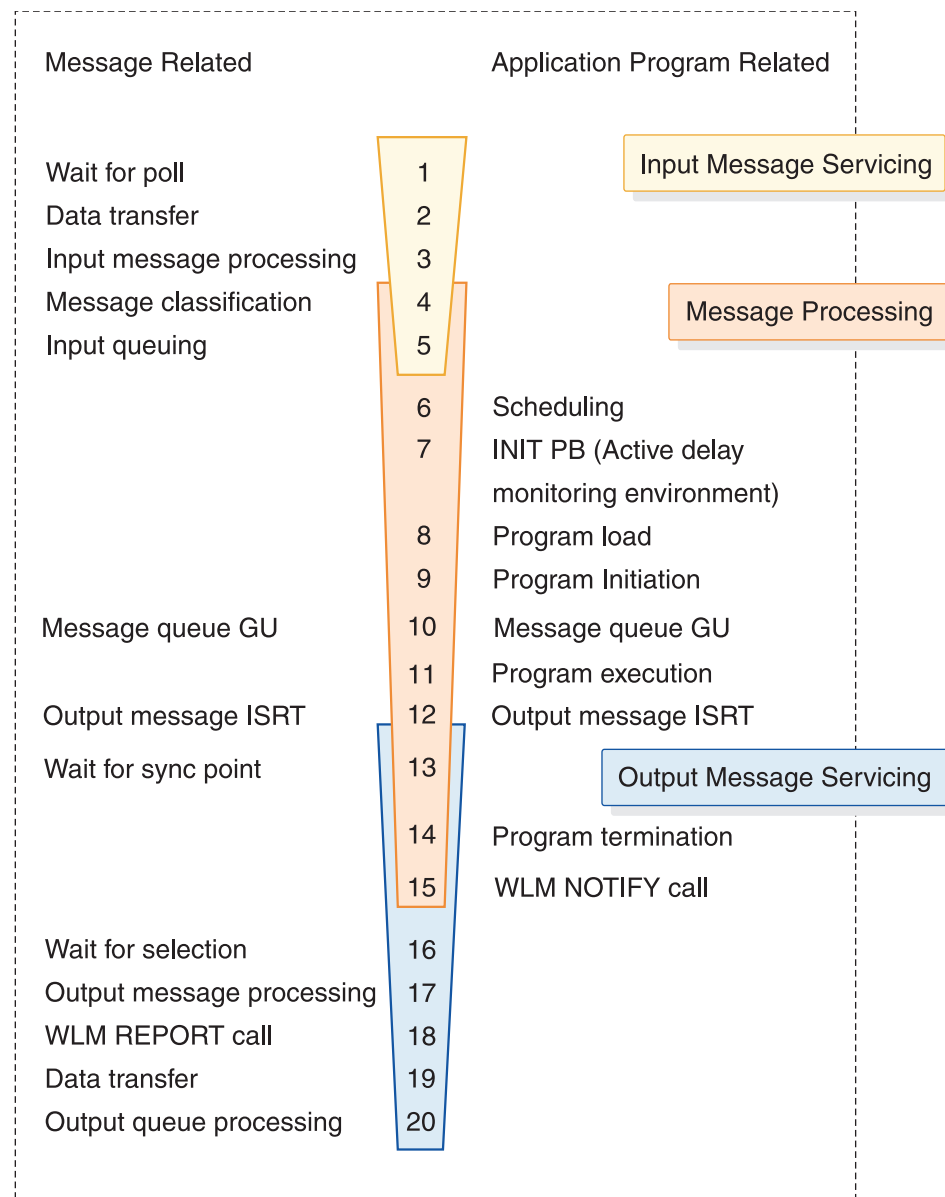 Message Related Application Program Related
Input Message Servicing
Wait for poll 1
Data transfer 2
Input message processing 3
Message classification 4 Message Processing
Input queuing 5
6 Scheduling
7 INIT PB (Active delay
monitoring environment)
8 Program load
9 Program Initiation
Message queue GU 10 Message queue GU
11 Program execution
Output message ISRT 12 Output message ISRT
Wait for sync point 13 Output Message Servicing
14 Program termination
15 WLM NOTIFY call
Wait for selection 16
Output message processing 17
WLM REPORT call 18
Data transfer 19
Output queue processing 20